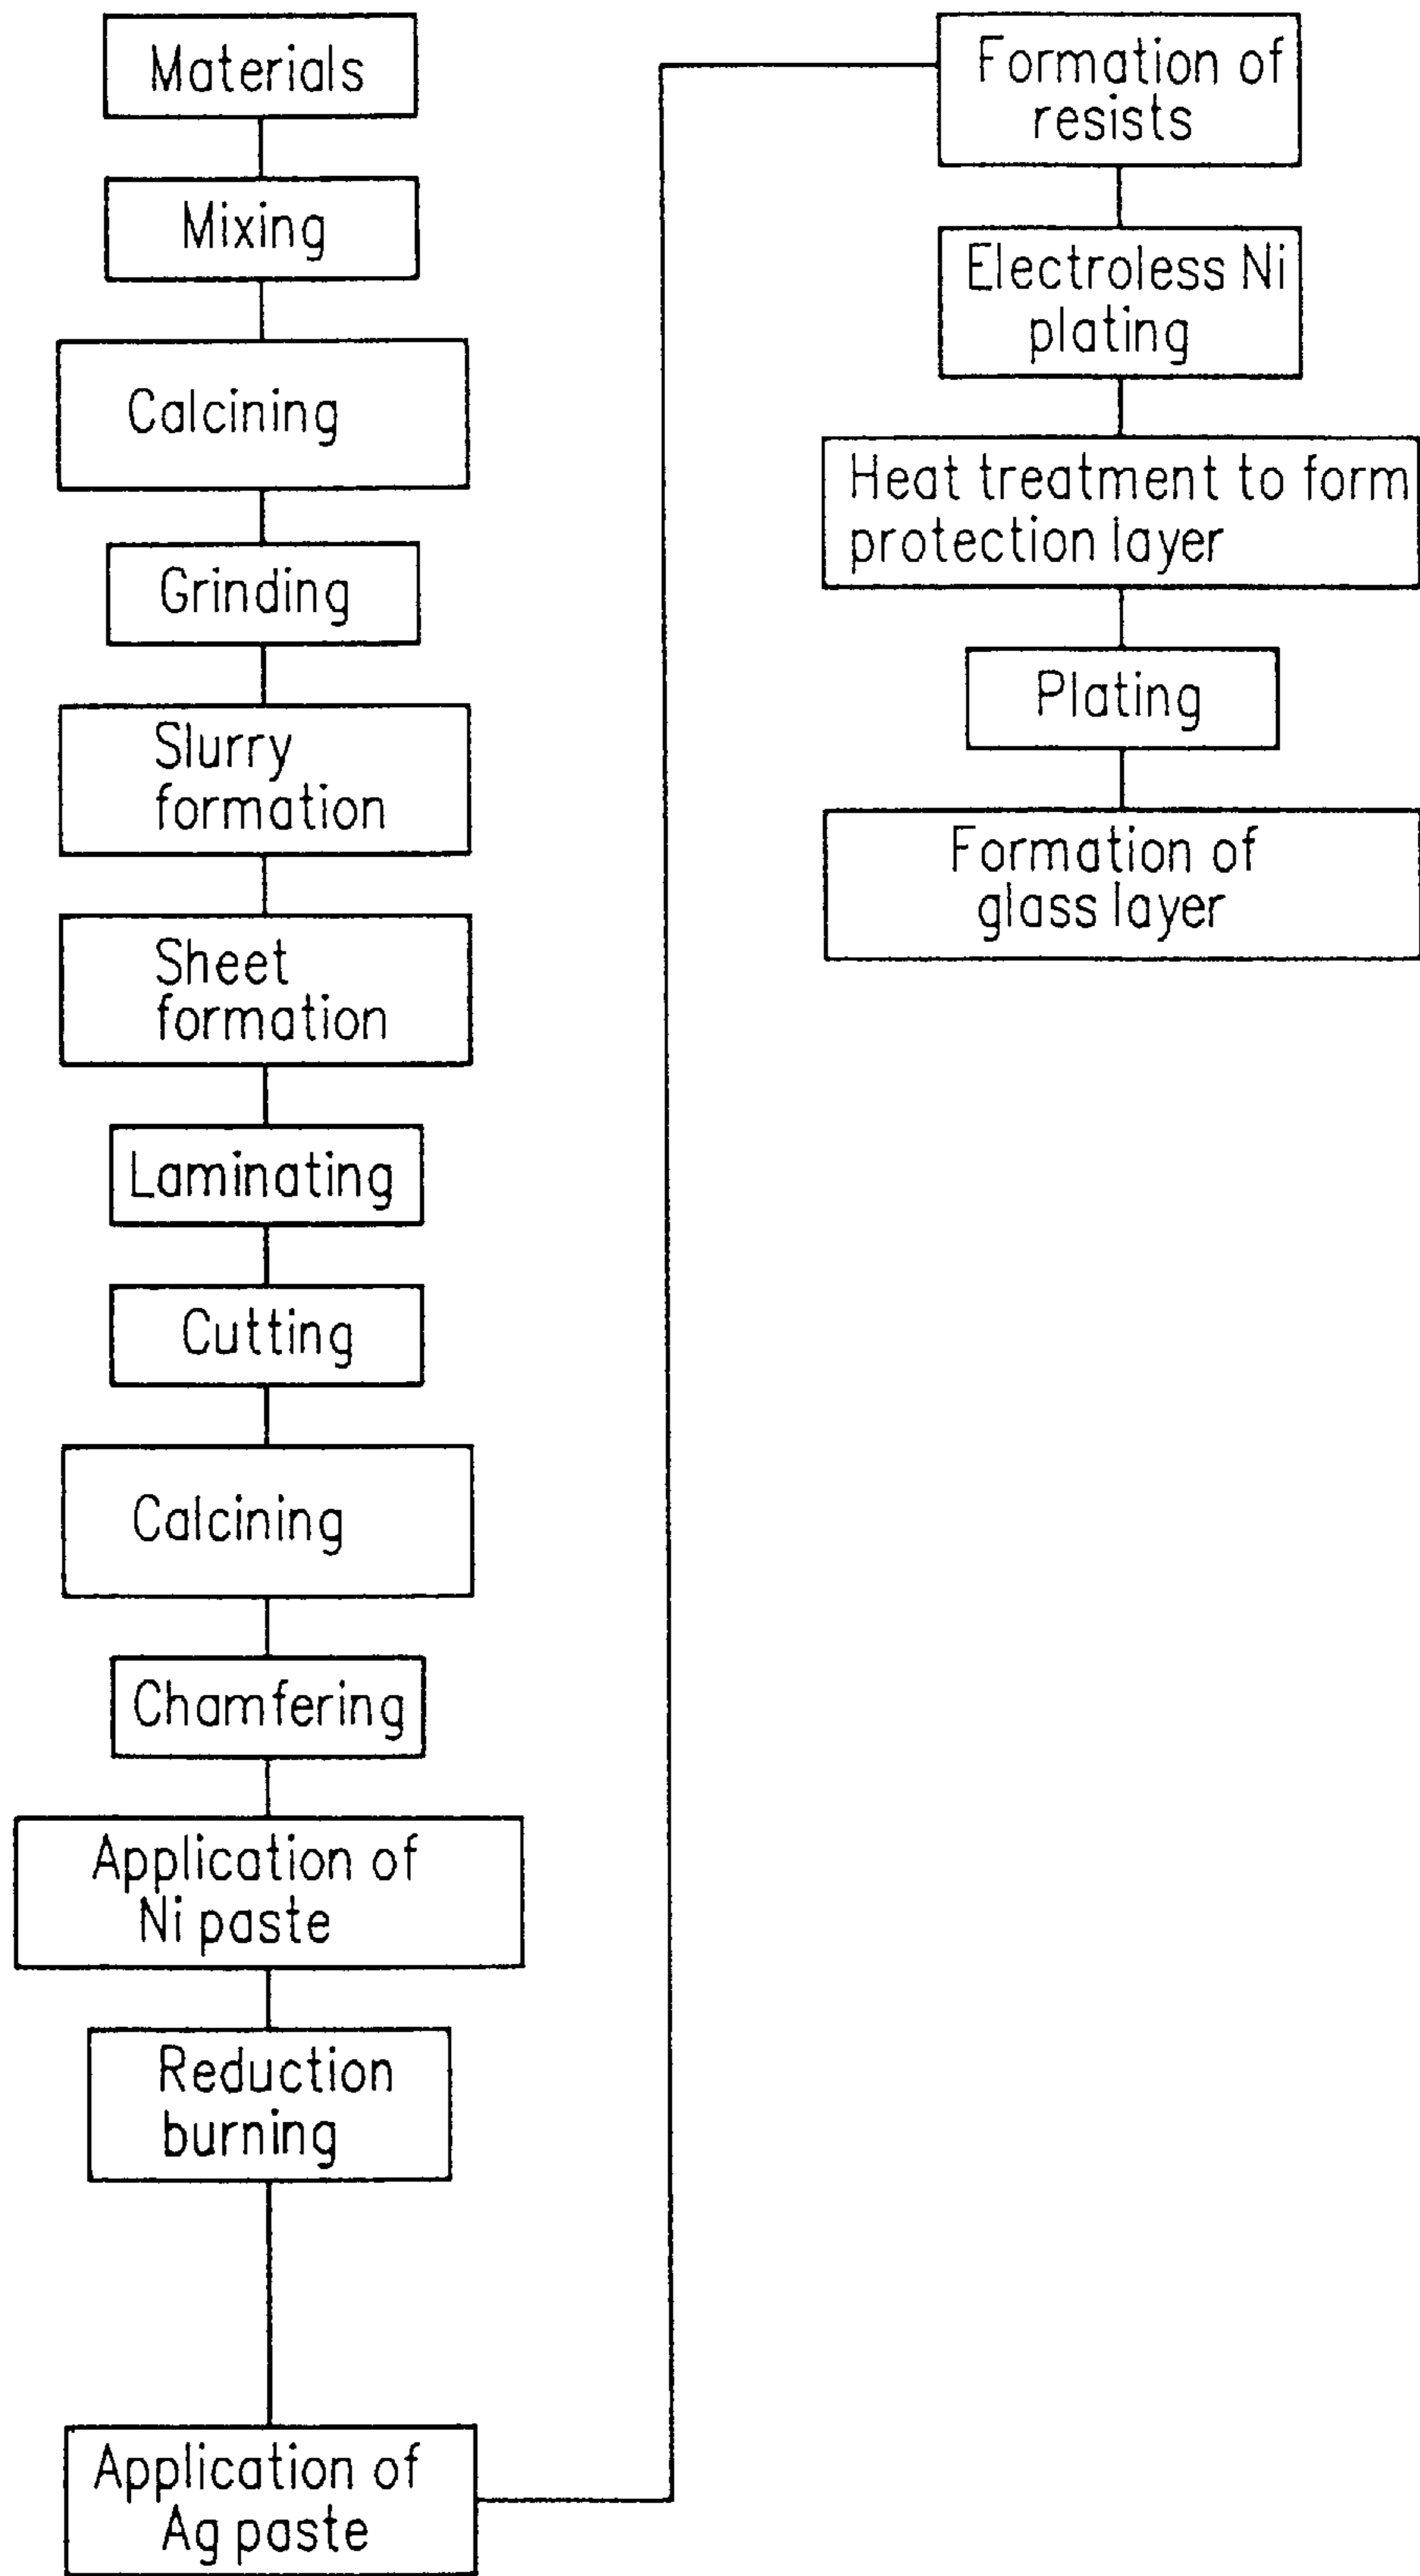 Materials
Mixing
Calcining
Grinding
Slurry
formation
Sheet
formation
Laminating
Cutting
Calcining
Chamfering
Application of
Ni paste
Reduction
burning
Application of
Ag paste
Formation of
resists
Electroless Ni
plating
Heat treatment to form
protection layer
Plating
Formation of
glass layer